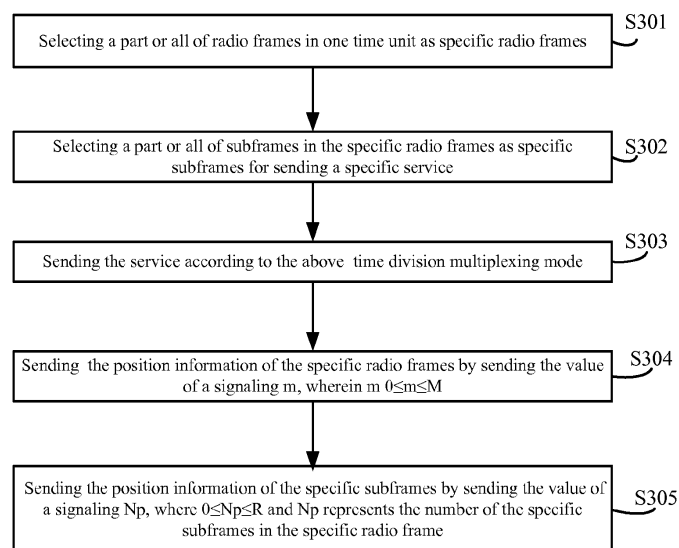 S301
Selecting a part or all of radio frames in one time unit as specific radio frames
Selecting a part or all of subframes in the specific radio frames as specific
subframes for sending a specific service
S302
S303
Sending the service according to the above time division multiplexing mode
S304
Sending the position information of the specific radio frames by sending the value
of a signaling m, wherein m 0≤m≤M
Sending the position information of the specific subframes by sending the value of
a signaling Np, where 0≤Np≤R and Np represents the number of the specific
subframes in the specific radio frame
S305